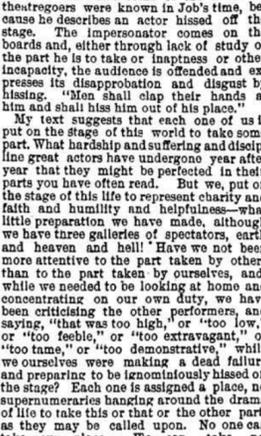 theatregoers were known in Job's time, be
cause he describes an actor hissed off th
stage. The impersonator comes on the
boards and, either through lack of study o
the part he is to take or inaptness or othe
incapacity, the audience is offended and ex
presses its disapprobation and disgust b
hissing. "Men shall clap their hands a
him and shall hiss him out of his place."
My text suggests that each one of us i
put on the stage of this world to take som
part. What hardship and suffering and discip
line great actors have undergone year afte
year that they might be perfected in thei
parts you have often read. But we, put o
the stage of this life to represent charity an
faith and humility and helpfulness—wha
little preparation we have made, althoug
we have three galleries of spectators, eart
and heaven and hell! Have we not bee
more attentive to the part taken by other
than to the part taken by ourselves, an
while we needed to be looking at home an
concentrating on our own duty, we hav
been criticising the other performers, an
saying, "that was too high," or "too low,
or "too feeble," or "too extravagant," o
"too tame," or "too demonstrative," whil
we ourselves were making a dead failur
and preparing to be ignominiously hissed of
the stage? Each one is assigned a place, n
supernumeraries hanging around the dram
of life to take this or that or the other part
as they may be called upon. No one ca